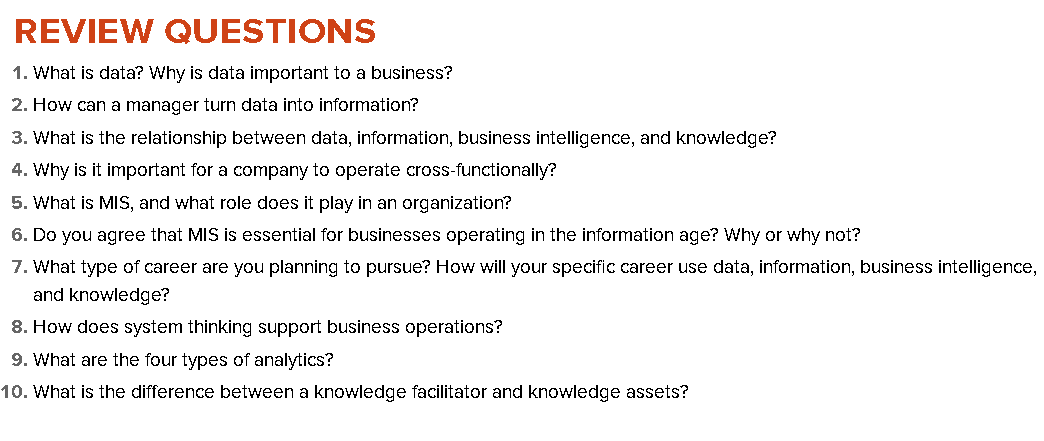 REVIEW QUESTIONS
1. What is data? Why is data important to a business?
2. How can a manager turn data into information?
3. What is the relationship between data, information, business intelligence, and knowledge?
4. Why is it important for a company to operate cross-functionally?
5. What is MIS, and what role does it play in an organization?
6. Do you agree that MIS is essential for businesses operating in the information age? Why or why not?
7. What type of career are you planning to pursue? How will your specific career use data, information, business intelligence,
and knowledge?
8. How does system thinking support business operations?
9. What are the four types of analytics?
10. What is the difference between a knowledge facilitator and knowledge assets?